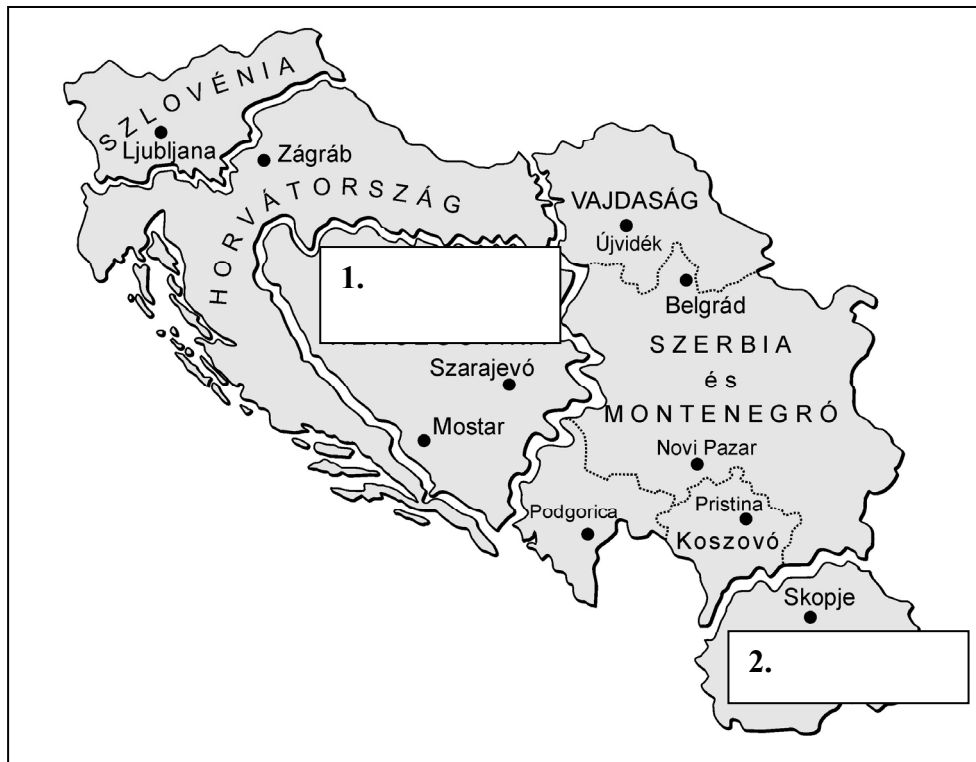 SZLOVÉNIA
Ljubljana
Zágráb
HORVÁTORSZÁG
VAJDASÁG
Újvidék
Belgrád
1.
SZERBIA
és
MONTENEGRÓ
Szarajevó
Mostar
Novi Pazar
Pristina
Koszovó
Podgorica
Skopje
2.